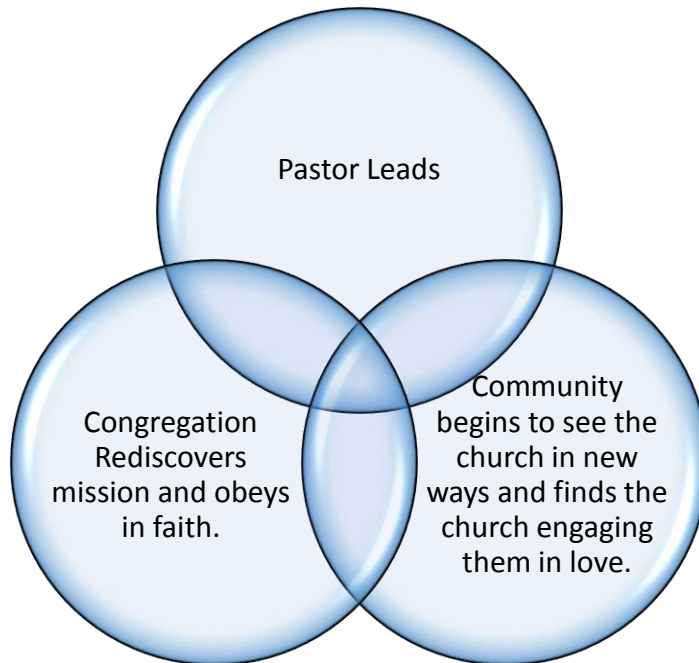 Pastor Leads
Congregation
Rediscovers
mission and obeys
in faith.
Community
begins to see the
church in new
ways and finds the
church engaging
them in love.